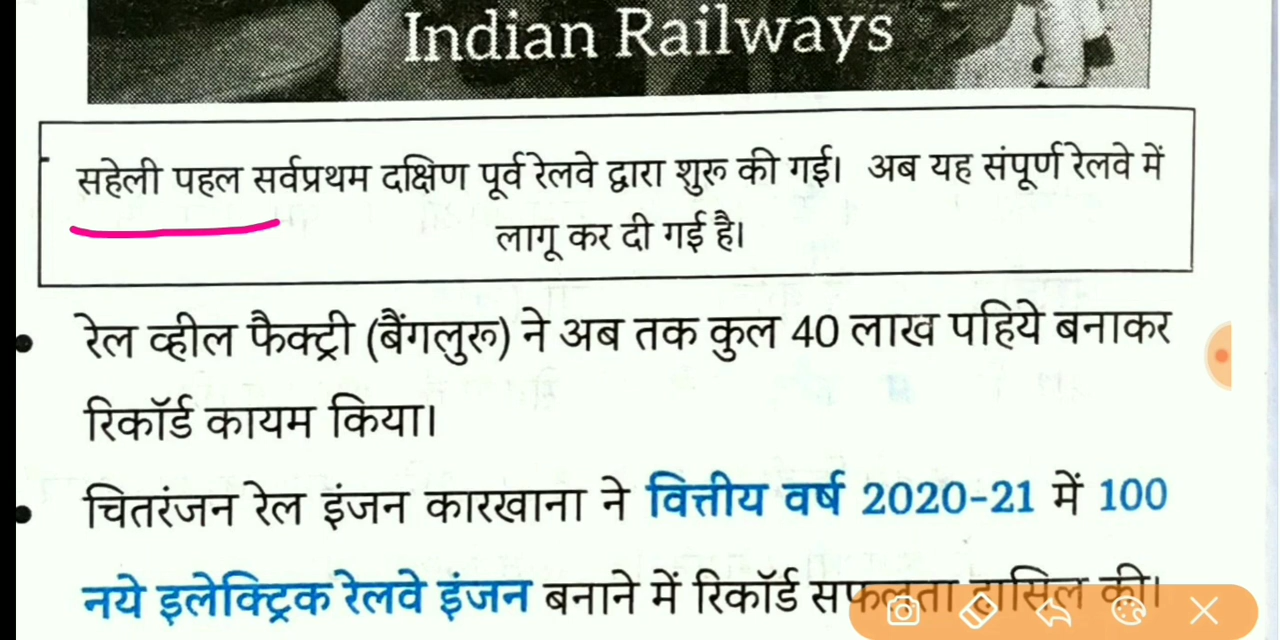 Indian Railways
सहेली पहल सर्वप्रथम दक्षिण पूर्व रेलवे द्वारा शुरू की गई। अब यह संपूर्ण रेलवे में
लागू कर दी गई है।
रेल व्हील फैक्ट्री (बैंगलुरू) ने अब तक कुल 40 लाख पहिये बनाकर
रिकॉर्ड कायम किया।
चितरंजन रेल इंजन कारखाना ने वित्तीय वर्ष 2020-21 में 100
नये इलेक्ट्रिक रेलवे इंजन बनाने में रिकॉर्ड सफलता हासिल की।